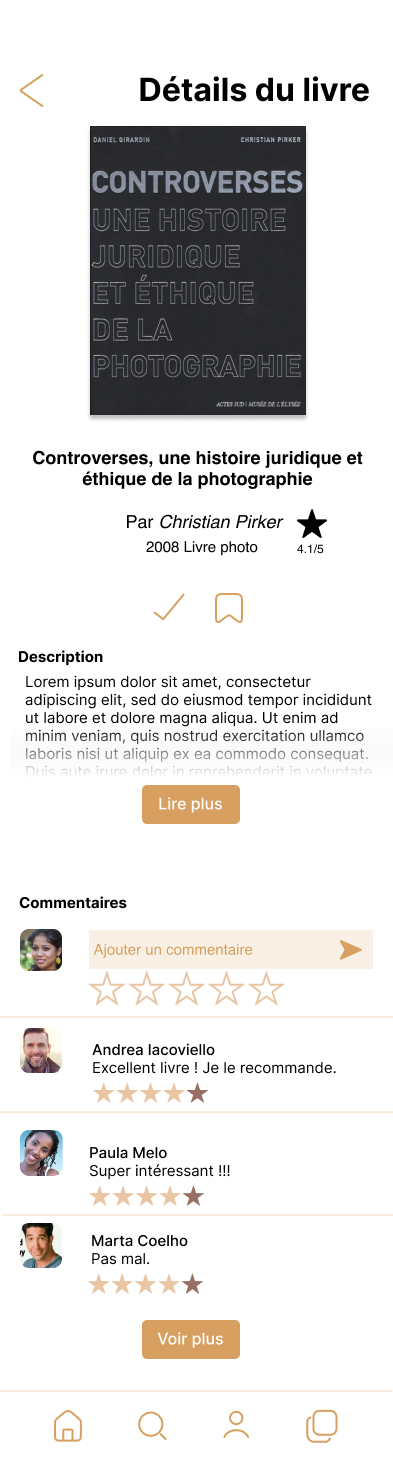 Détails du livre
DANIEL GIRARDIN CHRISTIAN PIRKER
CONTROVERSES
UNE HISTOIRE
JURIDIQUE
ET ÉTHIQUE
DE LA
PHOTOGRAPHIE
ACTES SUD | MUSÉE DE L'ÉLYSÉE
Controverses, une histoire juridique et
éthique de la photographie
Par Christian Pirker
2008 Livre photo 4.1/5
Description
Lorem ipsum dolor sit amet, consectetur
adipiscing elit, sed do eiusmod tempor incididunt
ut labore et dolore magna aliqua. Ut enim ad
minim veniam, quis nostrud exercitation ullamco
laboris nisi ut aliquip ex ea commodo consequat.
Duis aute irure dolor in reprehenderit in voluptate
Lire plus
Commentaires
Ajouter un commentaire
Andrea Iacoviello
Excellent livre ! Je le recommande.
Paula Melo
Super intéressant !!!
Marta Coelho
Pas mal.
Voir plus